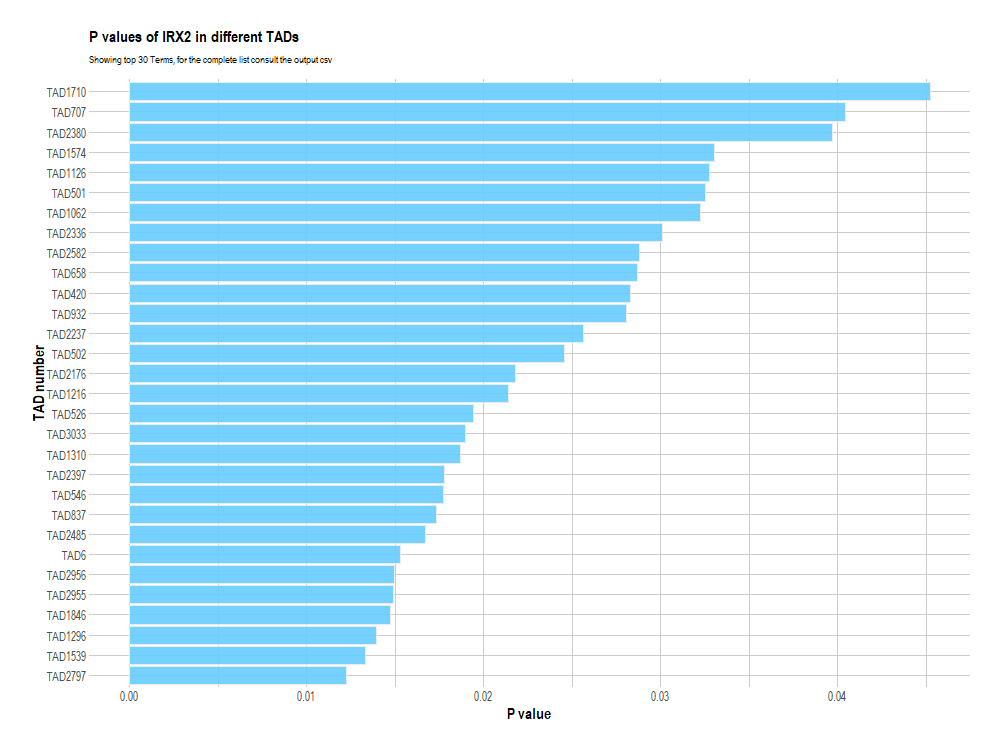 P values of IRX2 in different TADs
Showing top 30 Terms, for the complete list consult the output csv
TAD number
TAD1710
TAD707
TAD2380
TAD1574
TAD1126
TAD501
TAD1062
TAD2336
TAD2582
TAD658
TAD420
TAD932
TAD2237
TAD502
TAD2176
TAD1216
TAD526
TAD3033
TAD1310
TAD2397
TAD546
TAD837
TAD2485
TAD6
TAD2956
TAD2955
TAD1846
TAD1296
TAD1539
TAD2797
0.00 0.01 0.02 0.03 0.04
P value